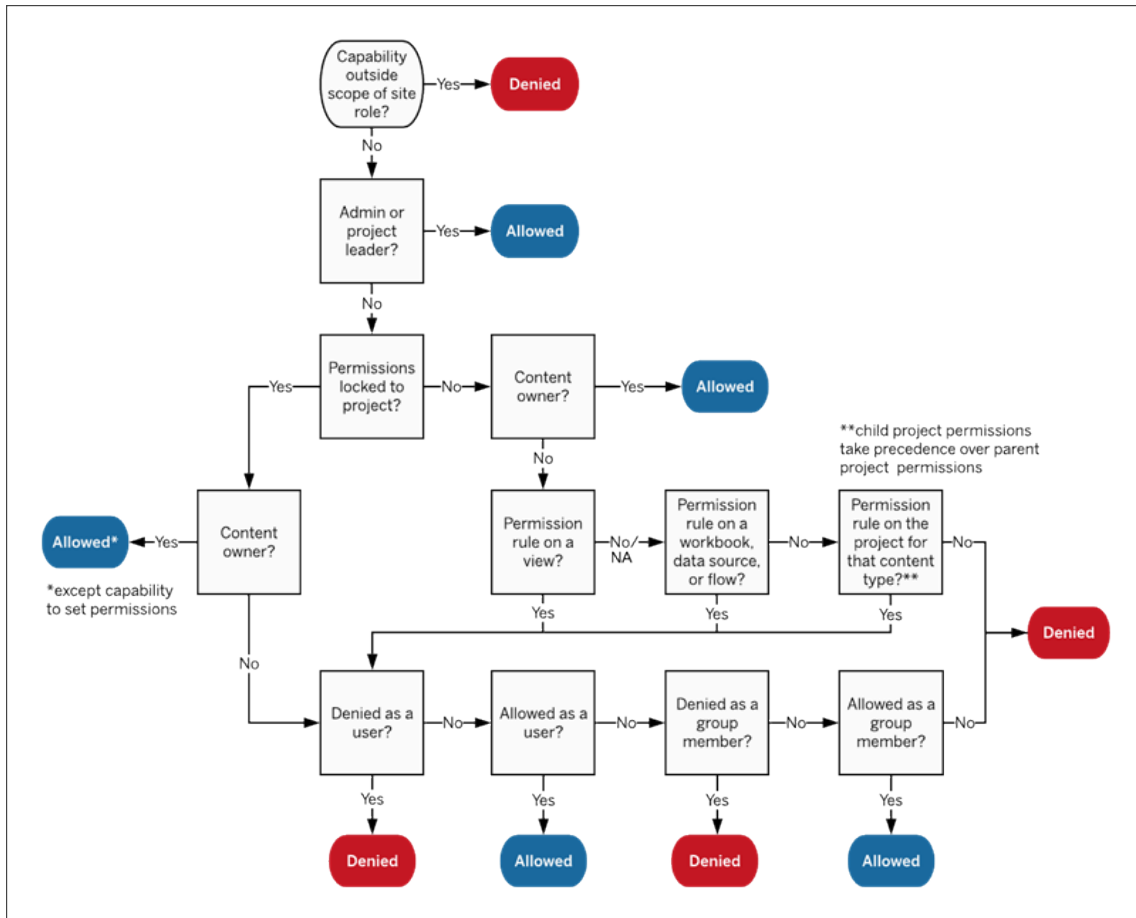 Capability
outside
scope of site
role?
Yes
Denied
No
Admin or
project
leader?
Yes
Allowed
No
Permissions
locked to
project?
Yes
No
Content
owner?
Yes
Allowed
**child project permissions
take precedence over parent
project permissions
No
Content
owner?
Yes
Allowed*
*except capability
to set permissions
No
Permission
rule on a
view?
No/
NA
Permission
rule on a
workbook,
data source,
or flow?
No
Permission
rule on the
project for
that content
type?**
No
Yes
Yes
Yes
Denied
Denied as a
user?
No
Allowed as a
user?
No
Denied as a
group
member?
No
Allowed as a
group
member?
No
Yes
Yes
Yes
Yes
Denied
Allowed
Denied
Allowed